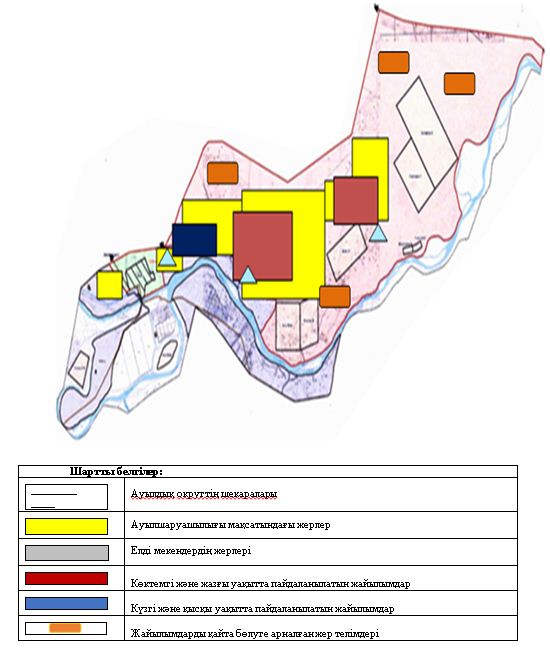 Шартты белгілер:
Ауылдық округтің шекаралары
Ауылшаруашылығы мақсатындағы жерлер
Елді мекендердің жерлері
Көктемгі және жазғы уақытта пайдаланылатын жайылымдар
Күзгі және қысқы уақытта пайдаланылатын жайылымдар
Жайылымдарды қайта бөлуге арналған жер телімдері